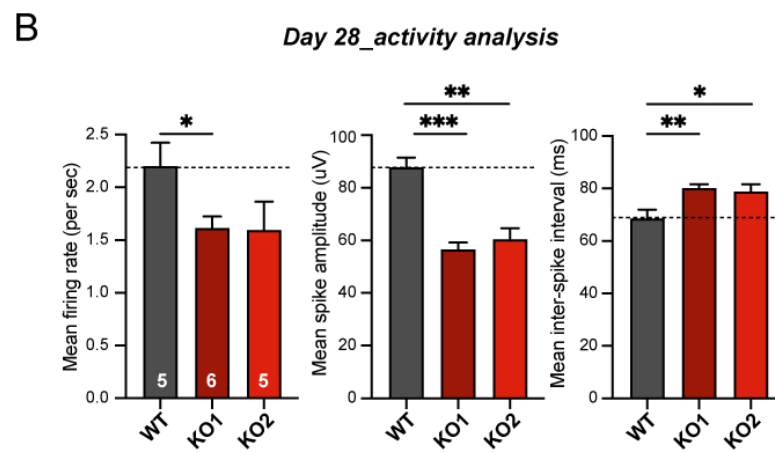 B
Day 28_activity analysis
*
Mean firing rate (per sec)
2.5
2.0
1.5
1.0
0.5
0.0
5
6
5
WT
KO1
KO2
**
***
Mean spike amplitude (uV)
100
80
60
40
20
0
WT
KO1
KO2
*
**
Mean inter-spike interval (ms)
100
80
60
40
20
0
WT
KO1
KO2